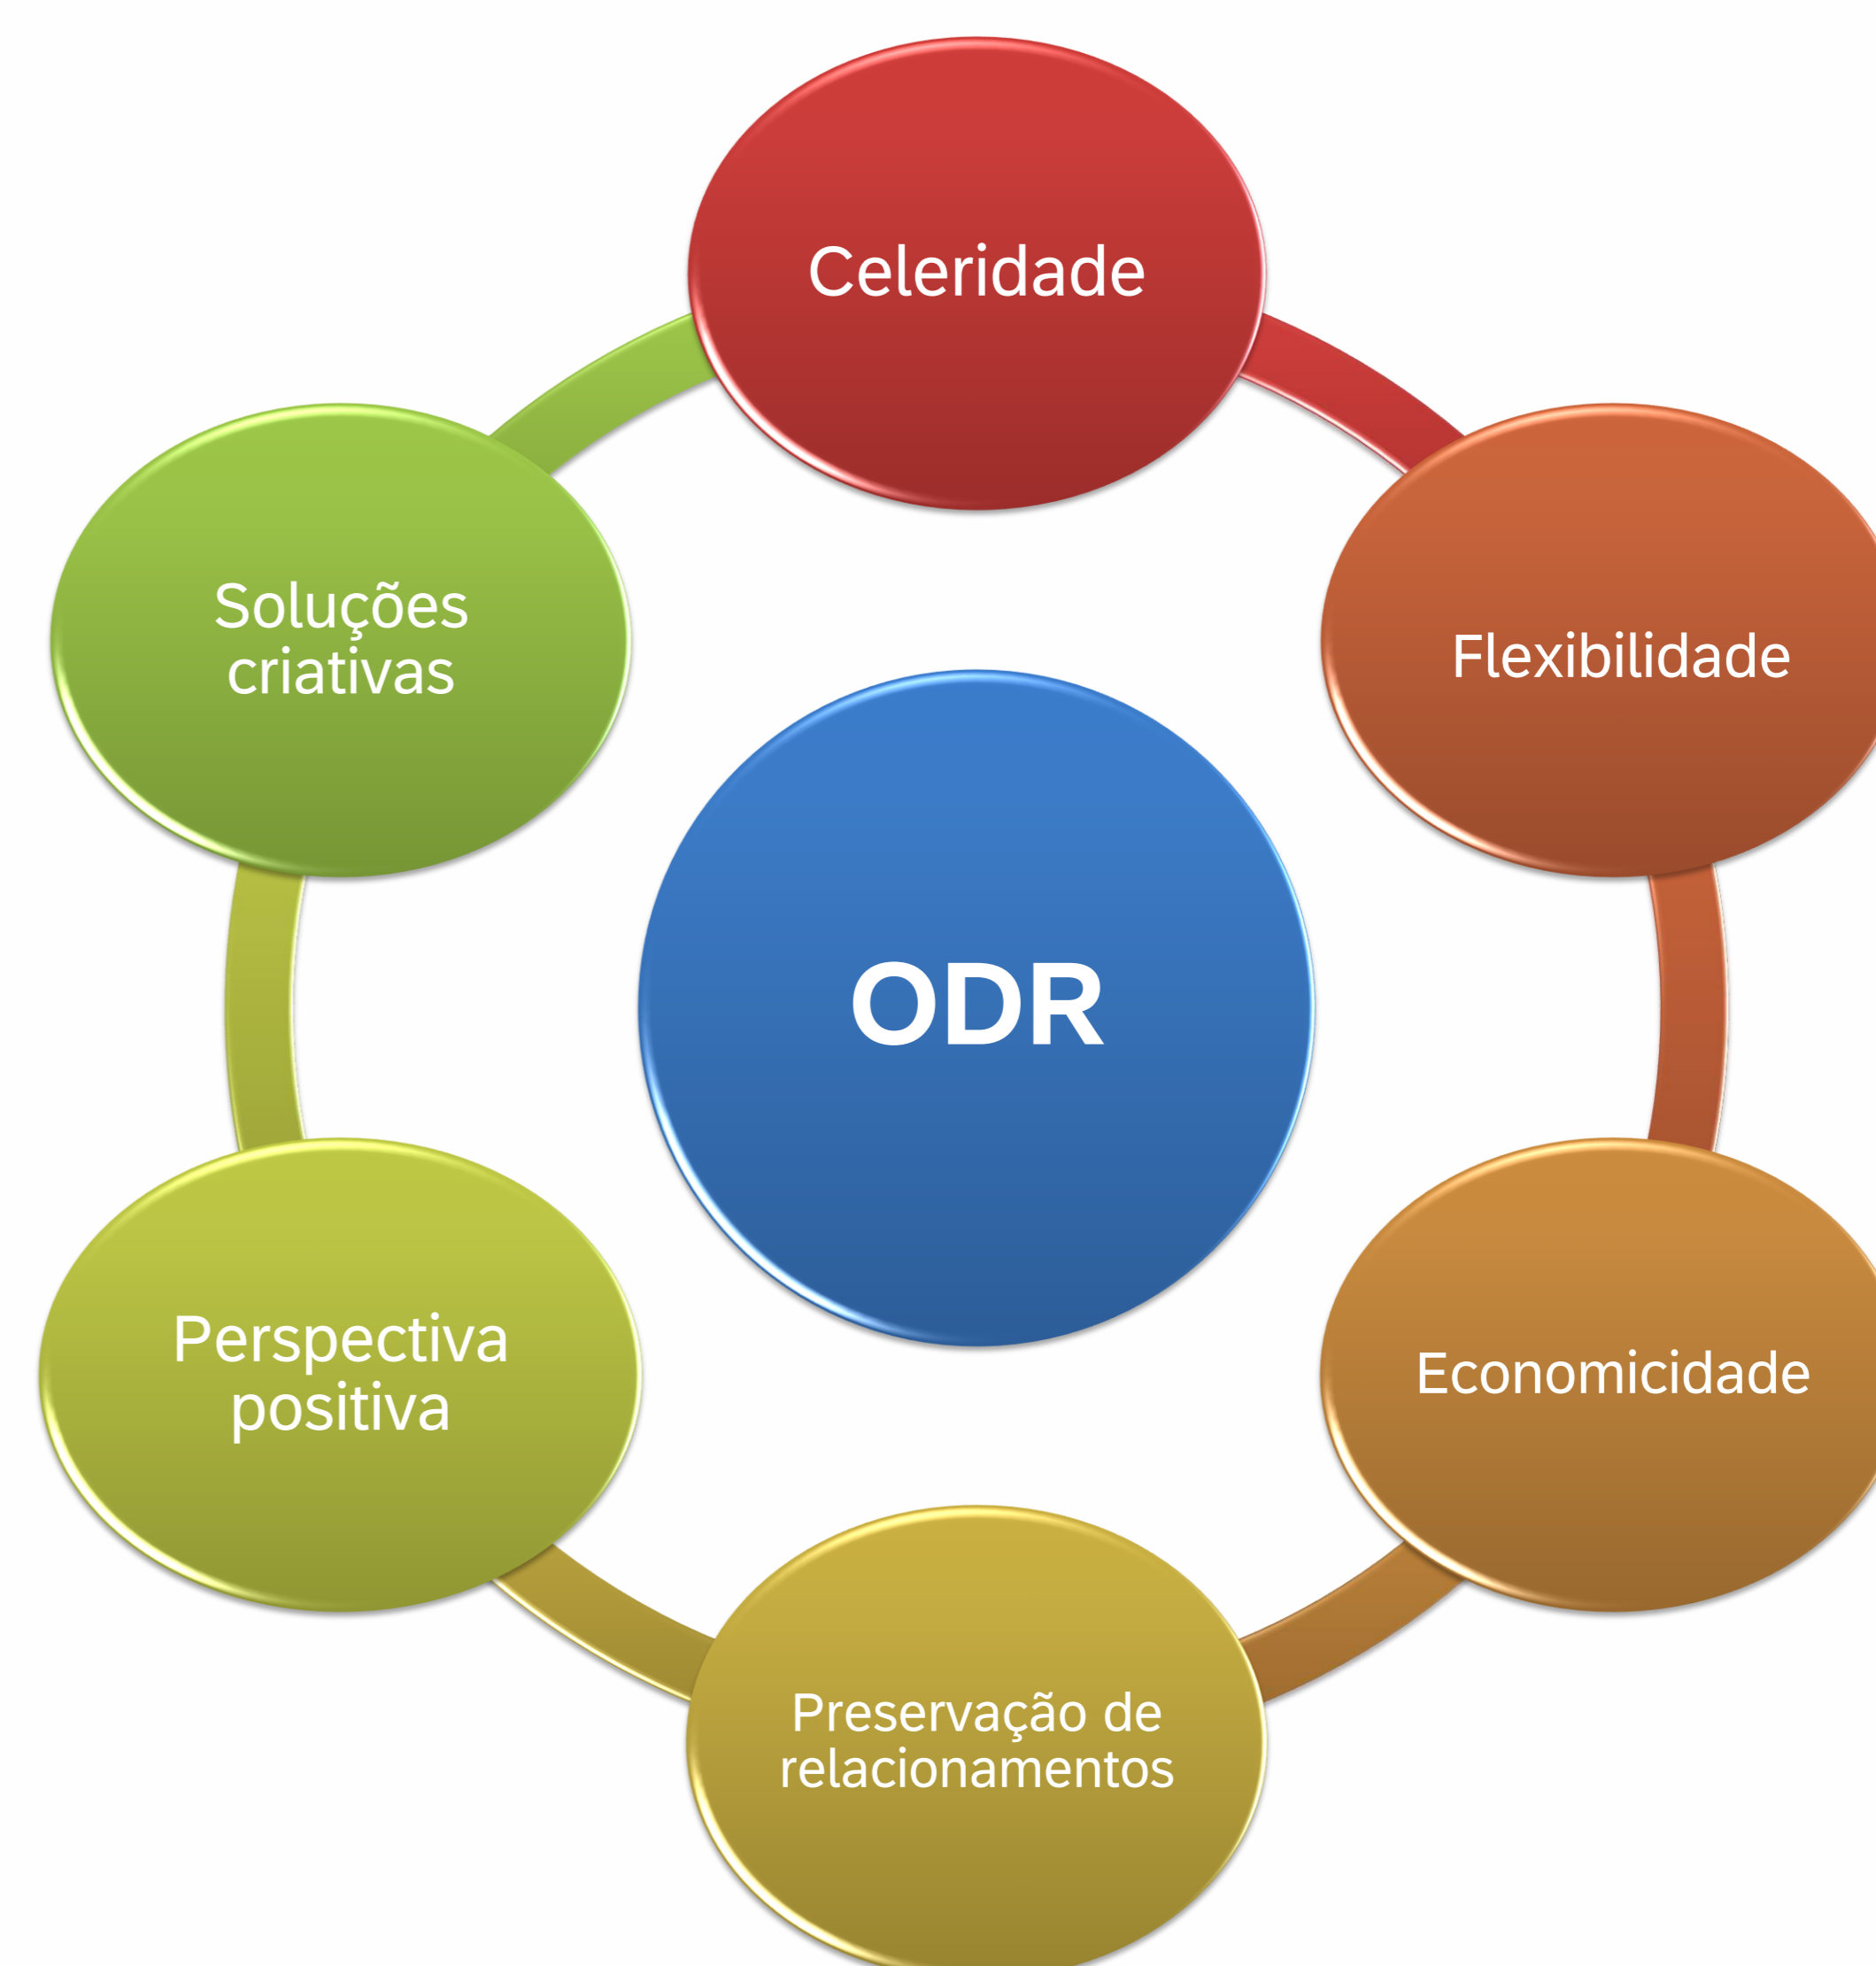 Celeridade
Flexibilidade
Economicidade
Preservação de
relacionamentos
Perspectiva
positiva
Soluções
criativas
ODR